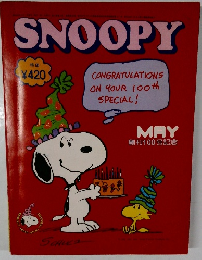 SNOOPY
¥420
CONGRATULATIONS
ON YOUR 100TH
SPECIAL!
MAY